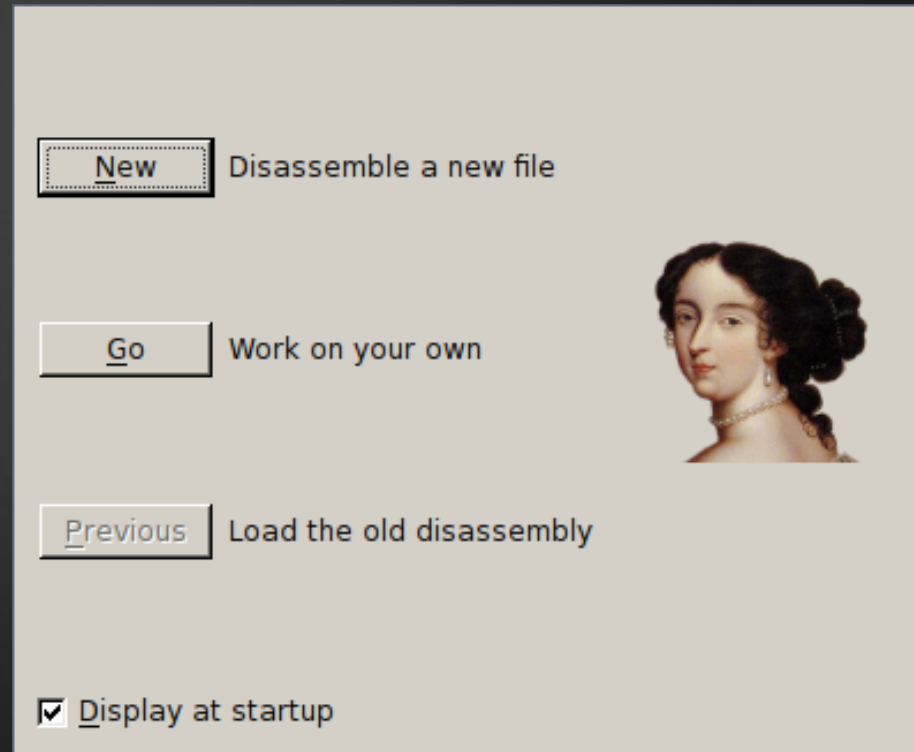 New Disassemble a new file
Go Work on your own
Previous Load the old disassembly
Display at startup